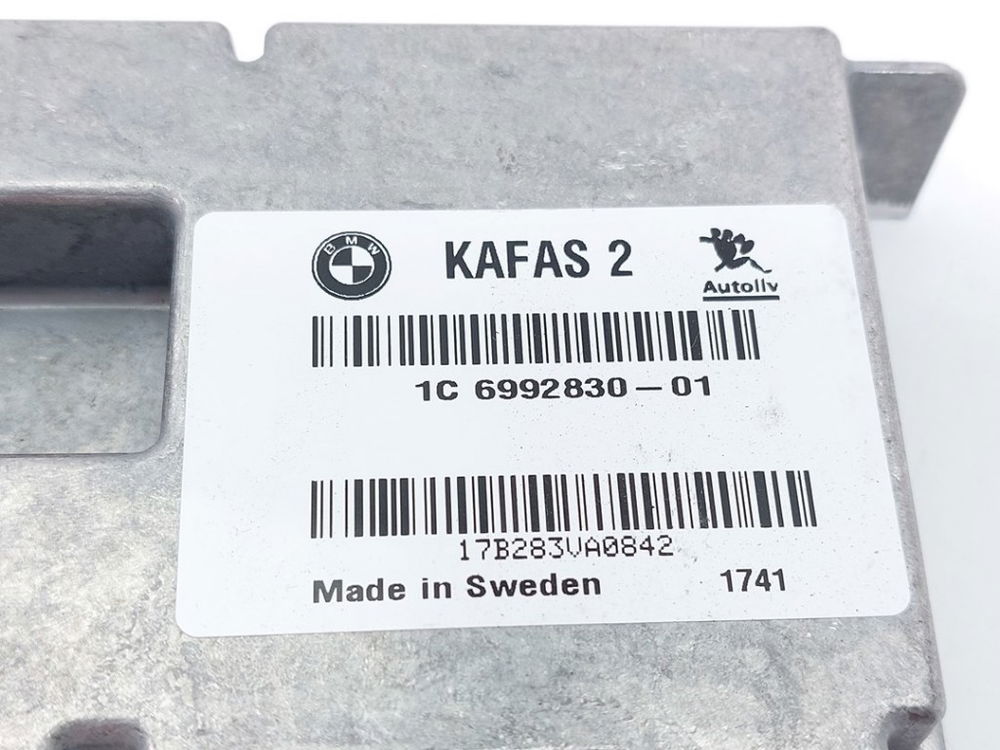 BMW
KAFAS 2
Autoliv
1C 6992830-01
17B283VA0842
Made in Sweden 1741